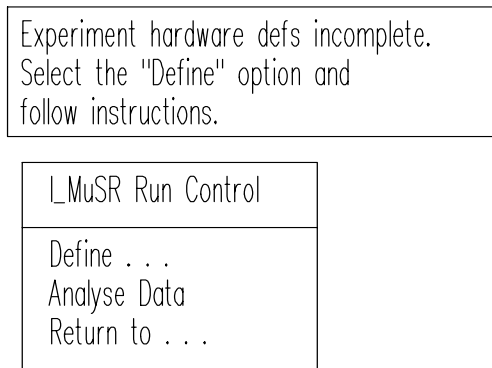 Experiment hardware defs incomplete.
Select the "Define" option and
follow instructions.
I_MuSR Run Control
Define . . .
Analyse Data
Return to . . .